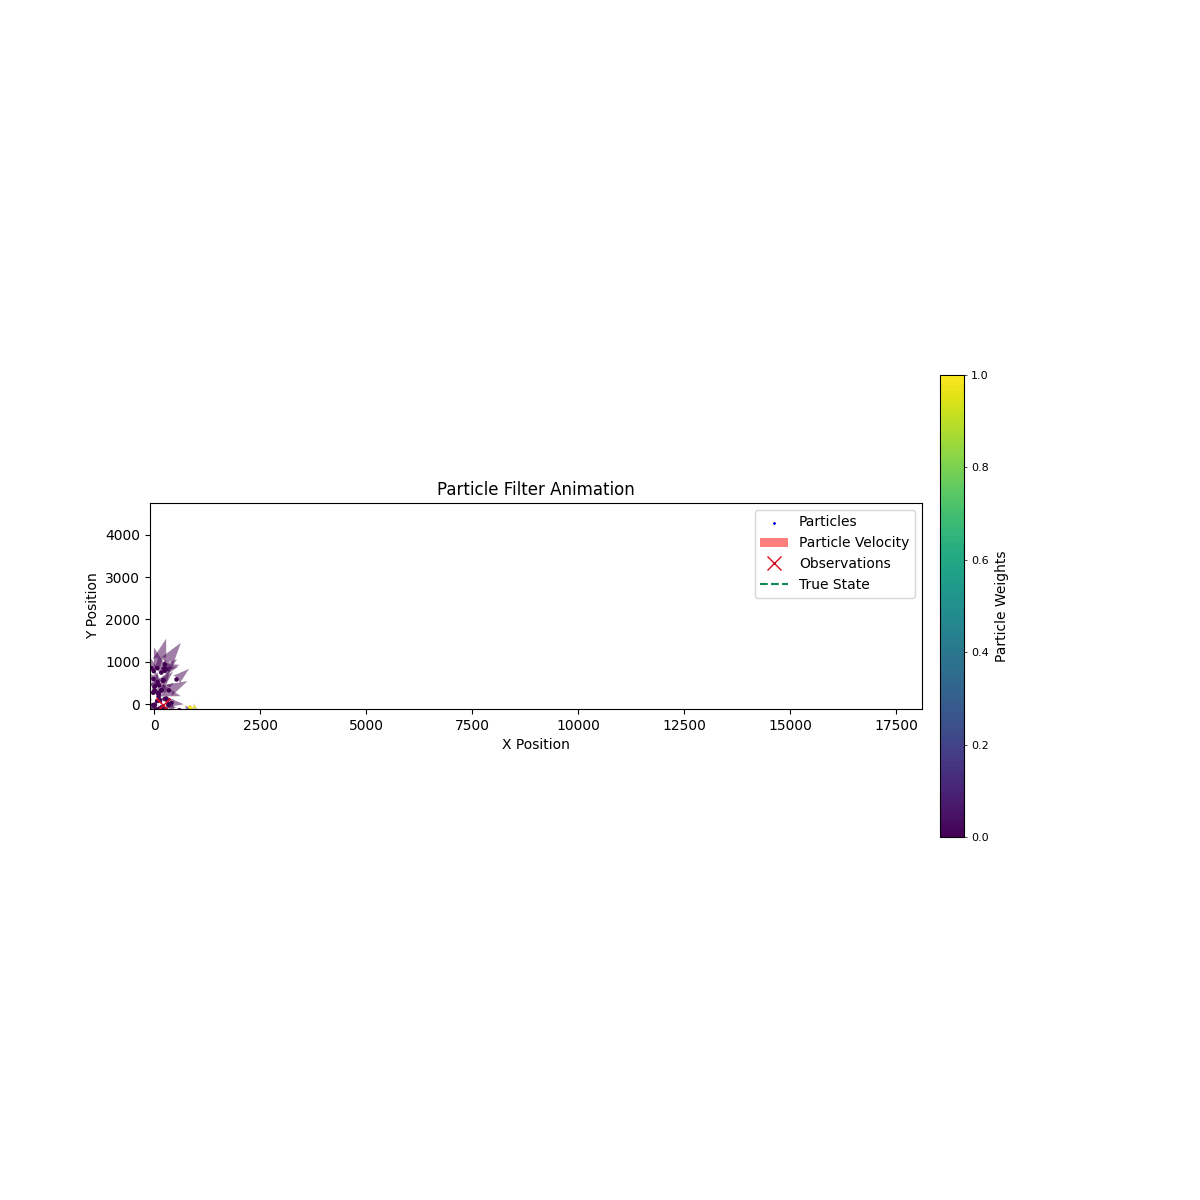 Particle Filter Animation
Y Position
4000
3000
2000
1000
0
0
2500
5000
7500
10000
12500
15000
17500
X Position
Particles
Particle Velocity
Observations
True State
1.0
0.8
0.6
0.4
0.2
0.0
Particle Weights